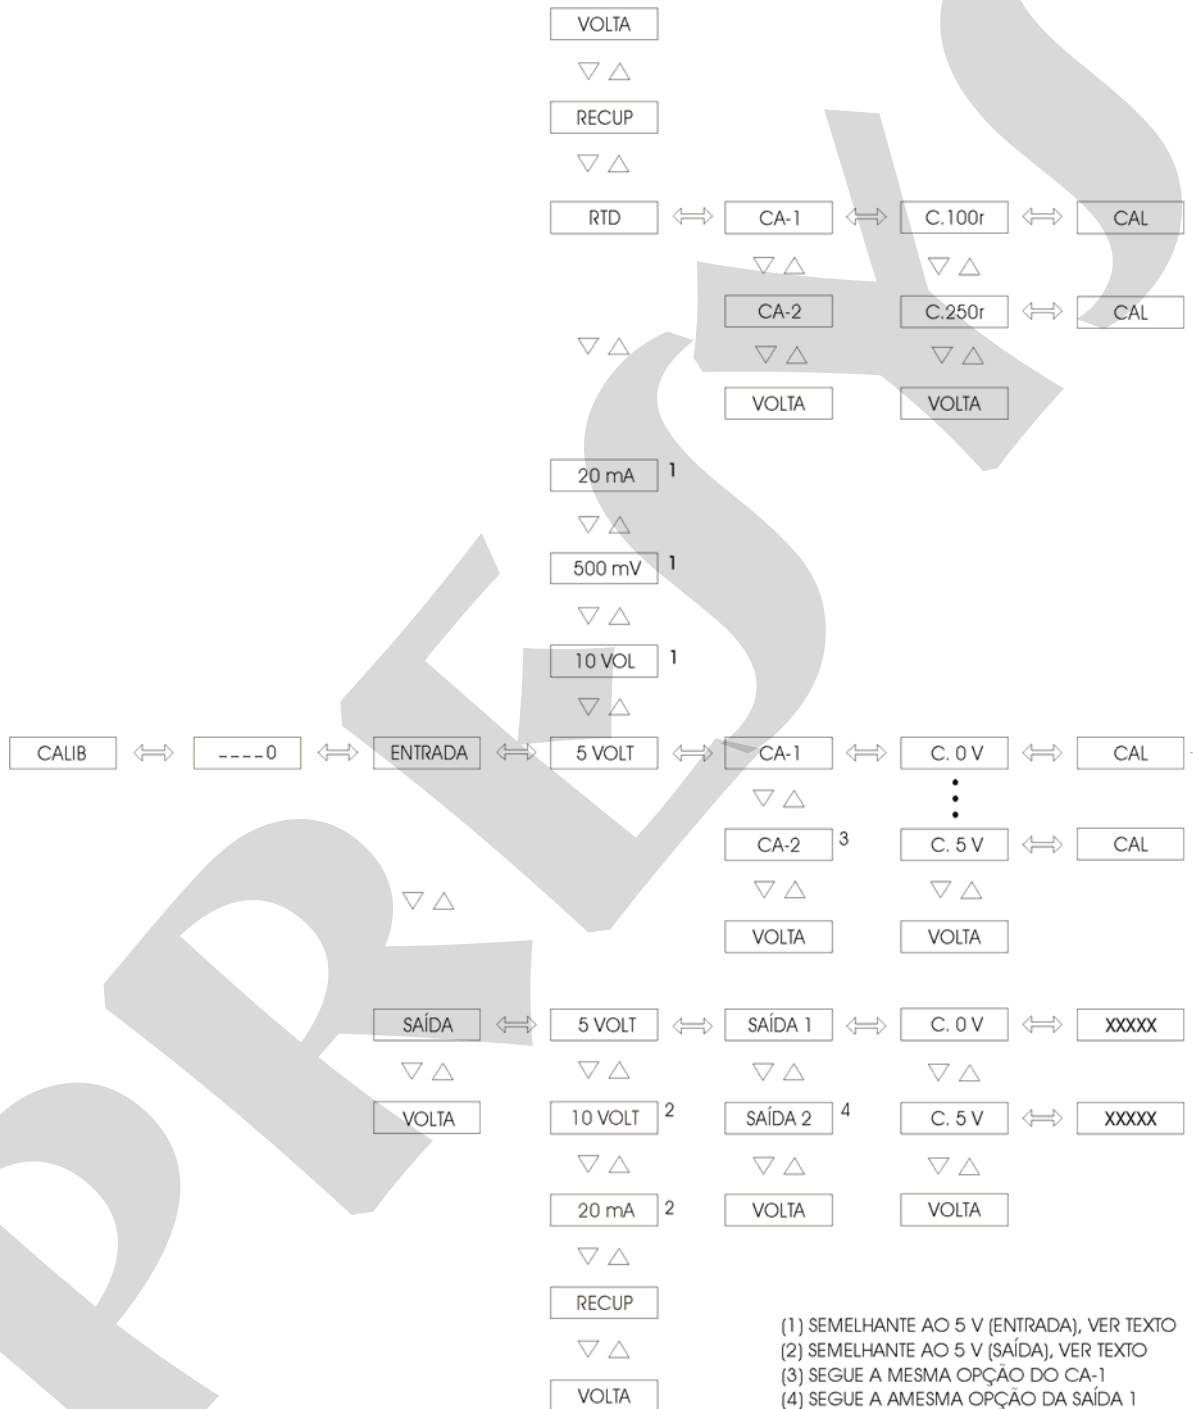 VOLTA
RECUP
RTD CA-1 C.100r CAL
CA-2 C.250r CAL
VOLTA VOLTA
20 mA 1
500 mV 1
10 VOL 1
CALIB ----0 ENTRADA 5 VOLT CA-1 C. 0 V CAL
CA-2 3 C. 5 V CAL
VOLTA VOLTA
SAÍDA 5 VOLT SAÍDA 1 C. 0 V XXXXX
VOLTA 10 VOLT 2 SAÍDA 2 4 C. 5 V XXXXX
20 mA 2 VOLTA VOLTA
RECUP
VOLTA
(1) SEMELHANTE AO 5 V (ENTRADA), VER TEXTO
(2) SEMELHANTE AO 5 V (SAÍDA), VER TEXTO
(3) SEGUE A MESMA OPÇÃO DO CA-1
(4) SEGUE A AMESMA OPÇÃO DA SAÍDA 1
PRESYS